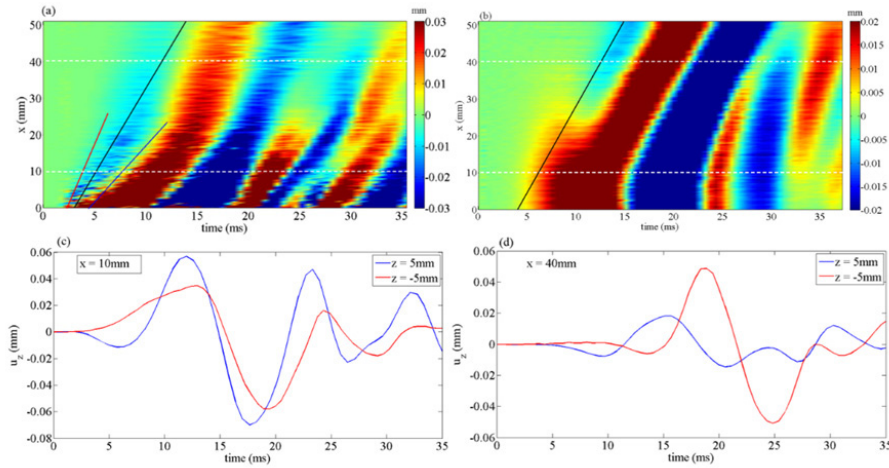 (a)
mm
50
40
30
20
10
0
x (mm)
0 5 10 15 20 25 30 35
time (ms)
0.03
0.02
0.01
0
-0.01
-0.02
-0.03
(b)
mm
50
40
30
20
10
0
x (mm)
0 5 10 15 20 25 30 35
time (ms)
0.02
0.015
0.01
0.005
0
-0.005
-0.01
-0.015
-0.02
(c)
x = 10mm
z = 5mm
z = -5mm
0.06
0.04
0.02
0
-0.02
-0.04
-0.06
-0.08
uz (mm)
0 5 10 15 20 25 30 35
time (ms)
(d)
x = 40mm
z = 5mm
z = -5mm
0.06
0.04
0.02
0
-0.02
-0.04
-0.06
uz (mm)
0 5 10 15 20 25 30 35
time (ms)